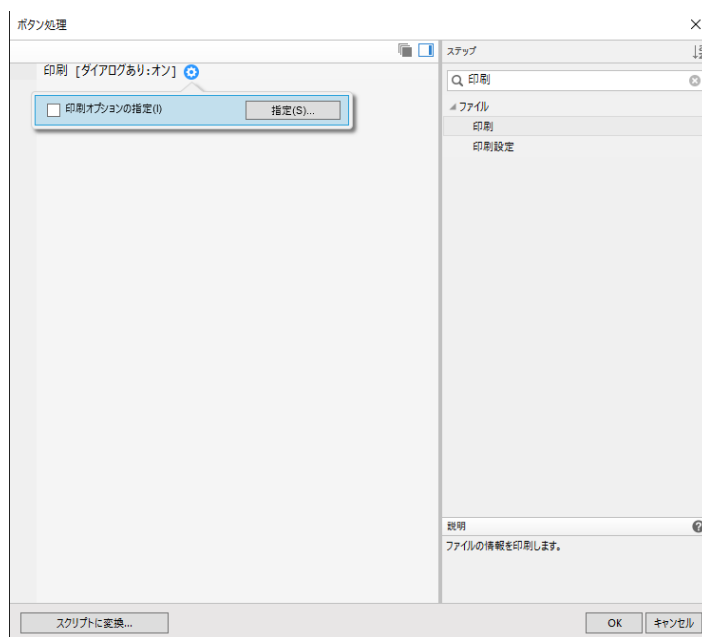 ボタン処理
ステップ
印刷 [ダイアログあり:オン]
印刷オプションの指定(I)
指定(S)...
印刷
ファイル
印刷
印刷設定
説明
ファイルの情報を印刷します。
スクリプトに変換...
OK
キャンセル